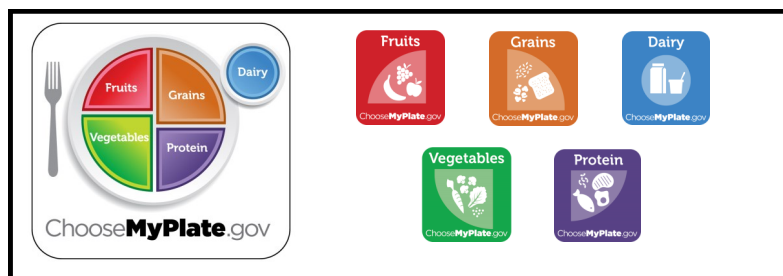 Fruits
Grains
Dairy
Vegetables
Protein
ChooseMyPlate.gov
Fruits
ChooseMyPlate.gov
Grains
ChooseMyPlate.gov
Dairy
ChooseMyPlate.gov
Vegetables
ChooseMyPlate.gov
Protein
ChooseMyPlate.gov